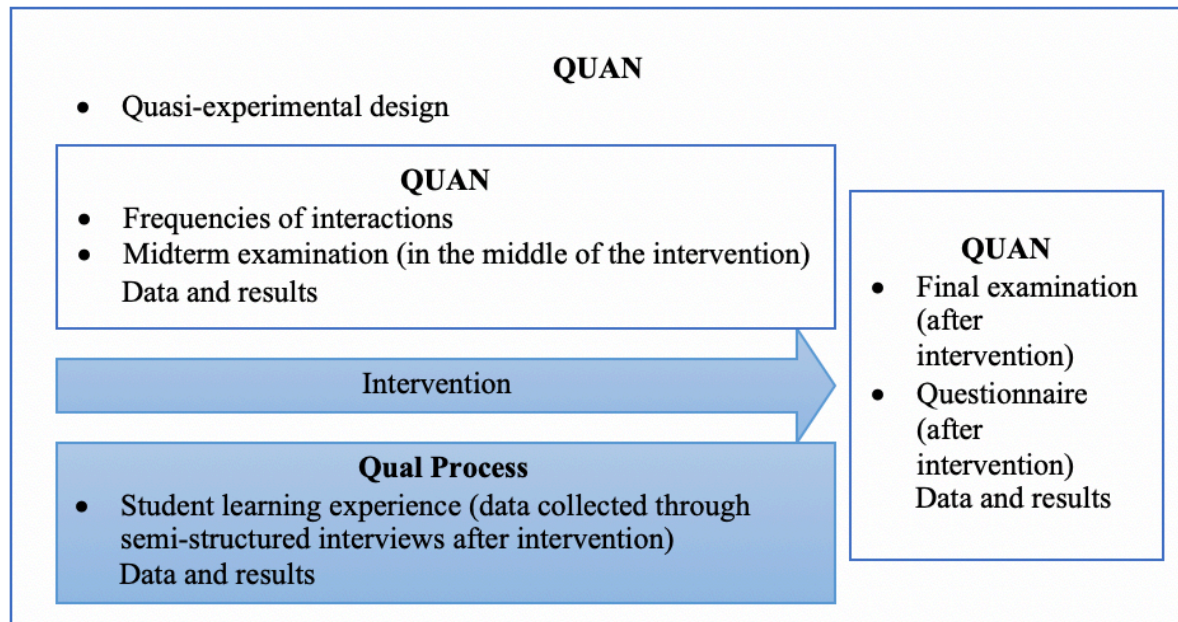 QUAN
• Quasi-experimental design
QUAN
• Frequencies of interactions
• Midterm examination (in the middle of the intervention)
Data and results
Intervention
Qual Process
• Student learning experience (data collected through
semi-structured interviews after intervention)
Data and results
QUAN
• Final examination
(after
intervention)
• Questionnaire
(after
intervention)
Data and results